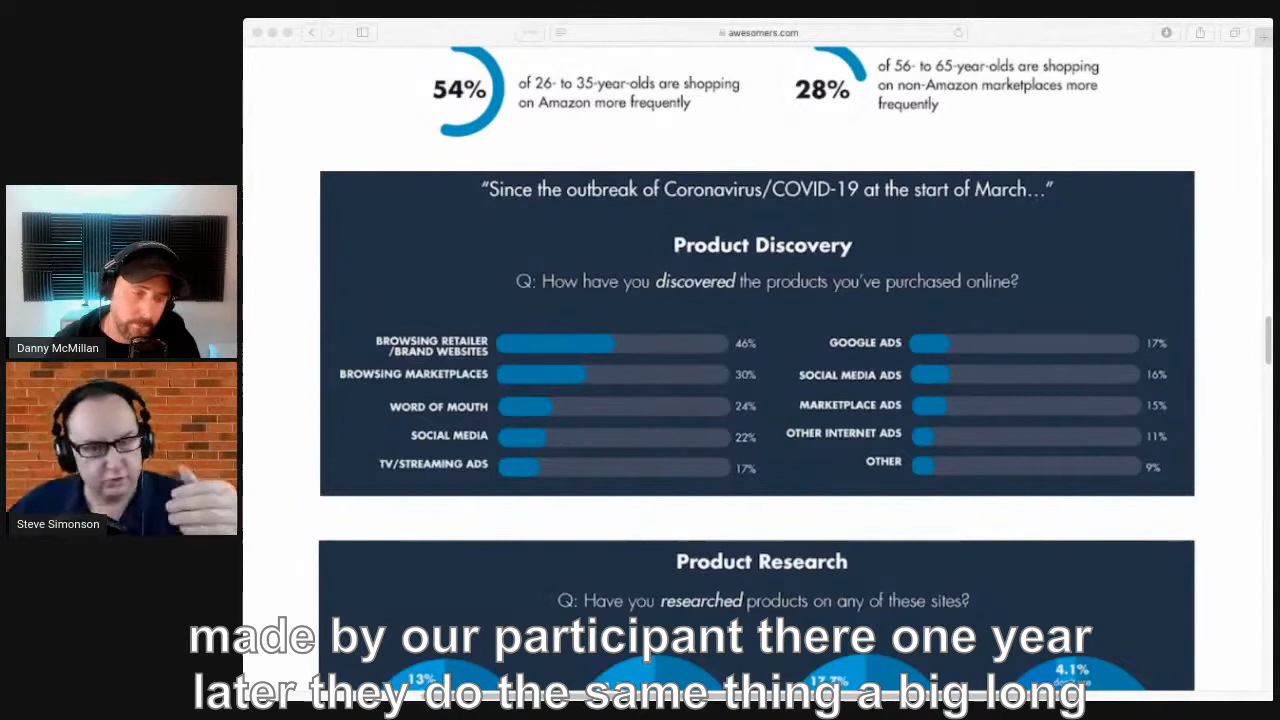 awesomers.com
54%
of 26- to 35-year-olds are shopping
on Amazon more frequently
28%
of 56- to 65-year-olds are shopping
on non-Amazon marketplaces more
frequently
“Since the outbreak of Coronavirus/COVID-19 at the start of March...”
Product Discovery
Q: How have you discovered the products you’ve purchased online?
BROWSING RETAILER
/BRAND WEBSITES
46%
BROWSING MARKETPLACES
30%
WORD OF MOUTH
24%
SOCIAL MEDIA
22%
TV/STREAMING ADS
17%
GOOGLE ADS
17%
SOCIAL MEDIA ADS
16%
MARKETPLACE ADS
15%
OTHER INTERNET ADS
11%
OTHER
9%
Product Research
Q: Have you researched products on any of these sites?
13%
17.7%
4.1%
Danny McMillan
Steve Simonson
made by our participant there one year
later they do the same thing a big long